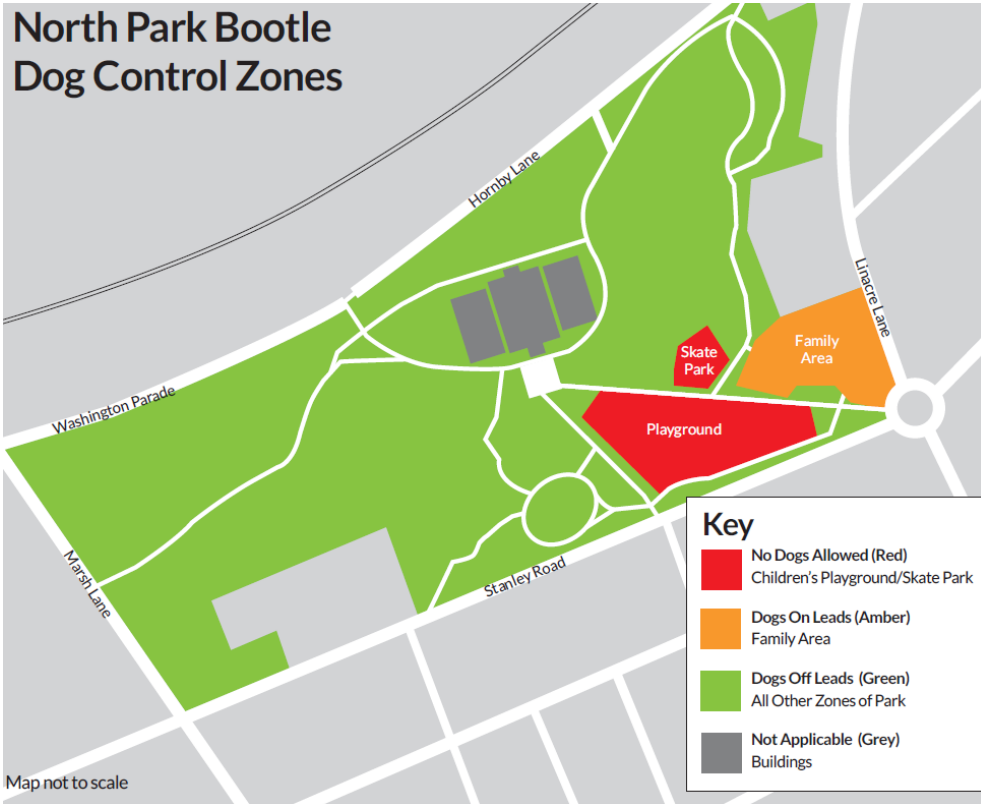 North Park Bootle
Dog Control Zones
Hornby Lane
Linacre Lane
Family
Area
Skate
Park
Washington Parade
Playground
Marsh Lane
Stanley Road
Key
No Dogs Allowed (Red)
Children's Playground/Skate Park
Dogs On Leads (Amber)
Family Area
Dogs Off Leads (Green)
All Other Zones of Park
Not Applicable (Grey)
Buildings
Map not to scale